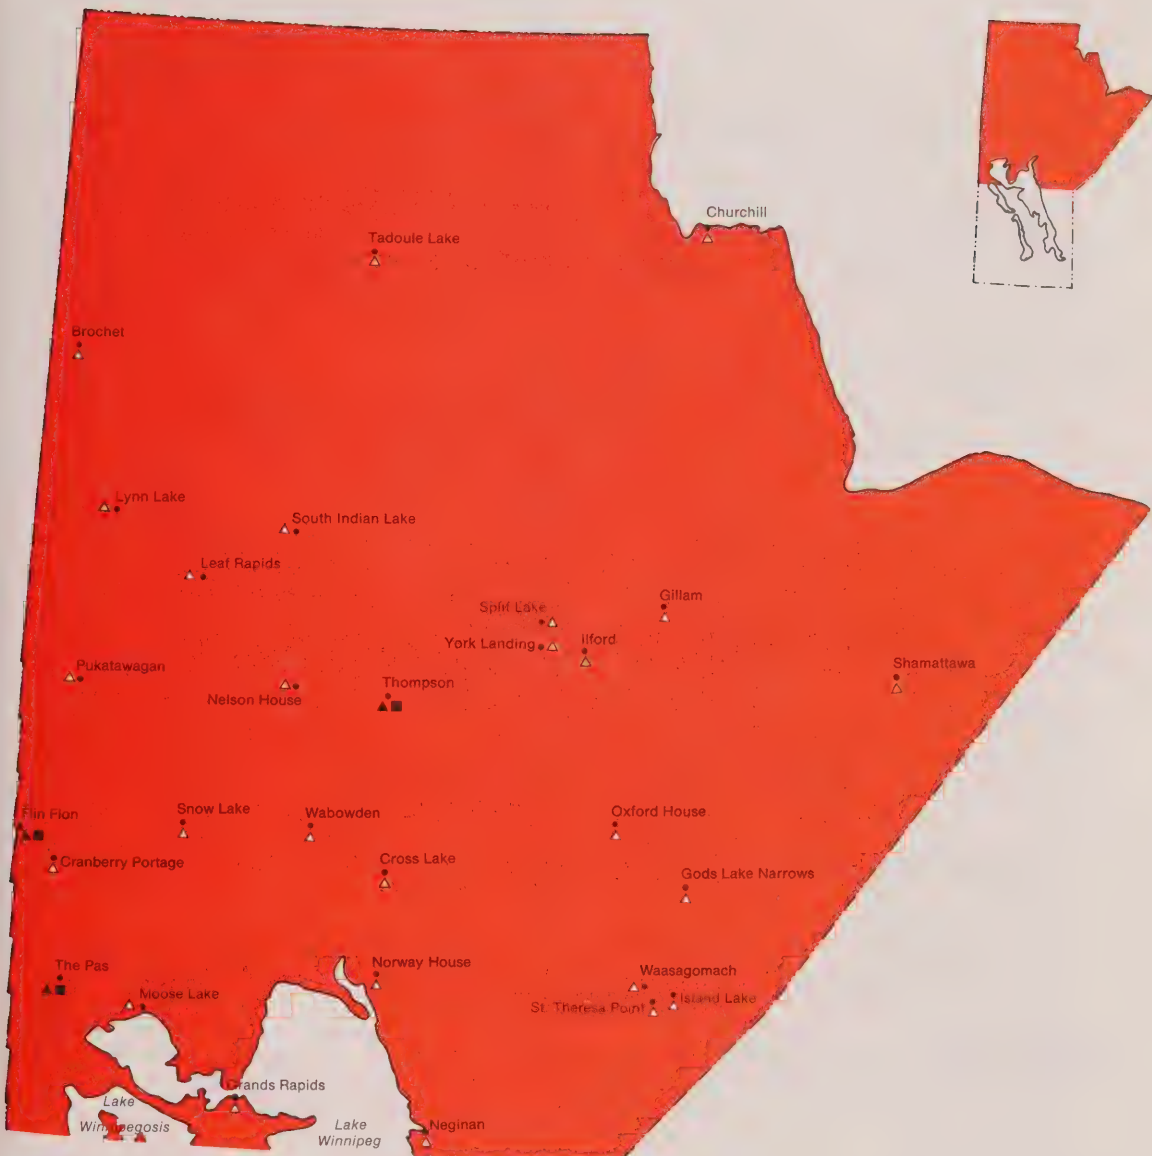 Churchill
Tadoule Lake
Brochet
Lynn Lake
South Indian Lake
Leaf Rapids
Gillam
Split Lake
York Landing
Ilford
Pukatawagan
Shamattawa
Nelson House
Thompson
Flin Flon
Snow Lake
Wabowden
Oxford House
Cranberry Portage
Cross Lake
Gods Lake Narrows
The Pas
Norway House
Waasagomach
Moose Lake
St. Theresa Point
Island Lake
Grands Rapids
Lake
Winnipegosis
Lake
Winnipeg
Neginan